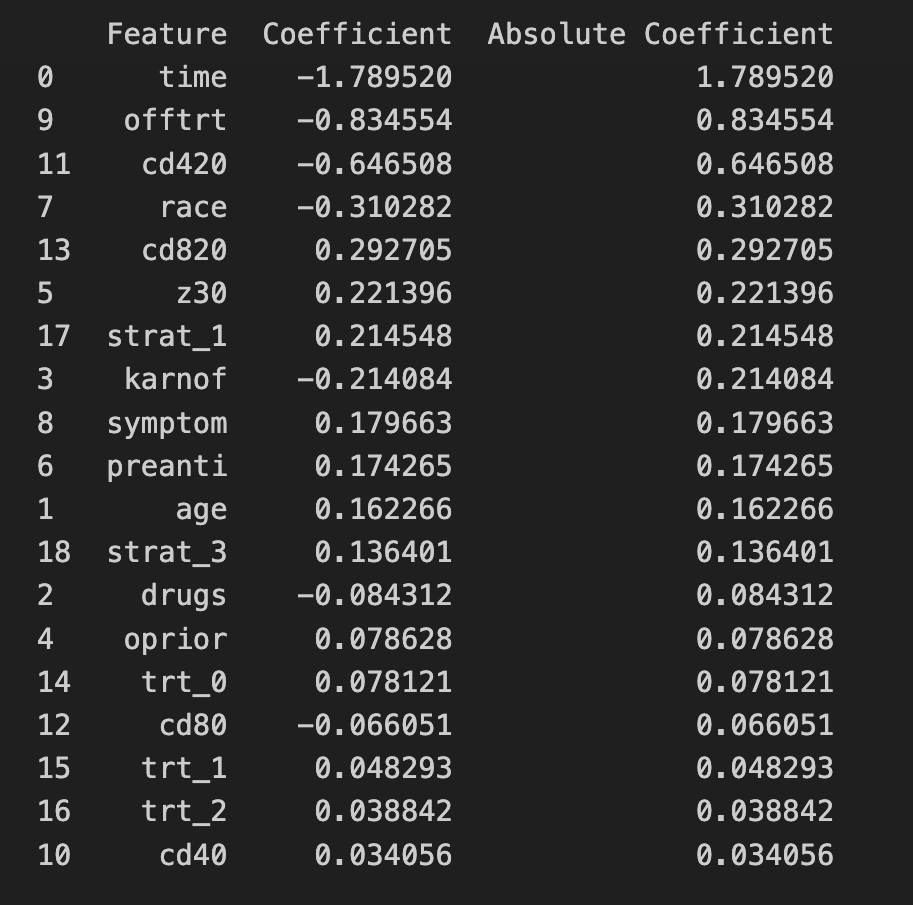 Feature Coefficient Absolute Coefficient
0 time -1.789520 1.789520
9 offtrt -0.834554 0.834554
11 cd420 -0.646508 0.646508
7 race -0.310282 0.310282
13 cd820 0.292705 0.292705
5 z30 0.221396 0.221396
17 strat_1 0.214548 0.214548
3 karnof -0.214084 0.214084
8 symptom 0.179663 0.179663
6 preanti 0.174265 0.174265
1 age 0.162266 0.162266
18 strat_3 0.136401 0.136401
2 drugs -0.084312 0.084312
4 oprior 0.078628 0.078628
14 trt_0 0.078121 0.078121
12 cd80 -0.066051 0.066051
15 trt_1 0.048293 0.048293
16 trt_2 0.038842 0.038842
10 cd40 0.034056 0.034056